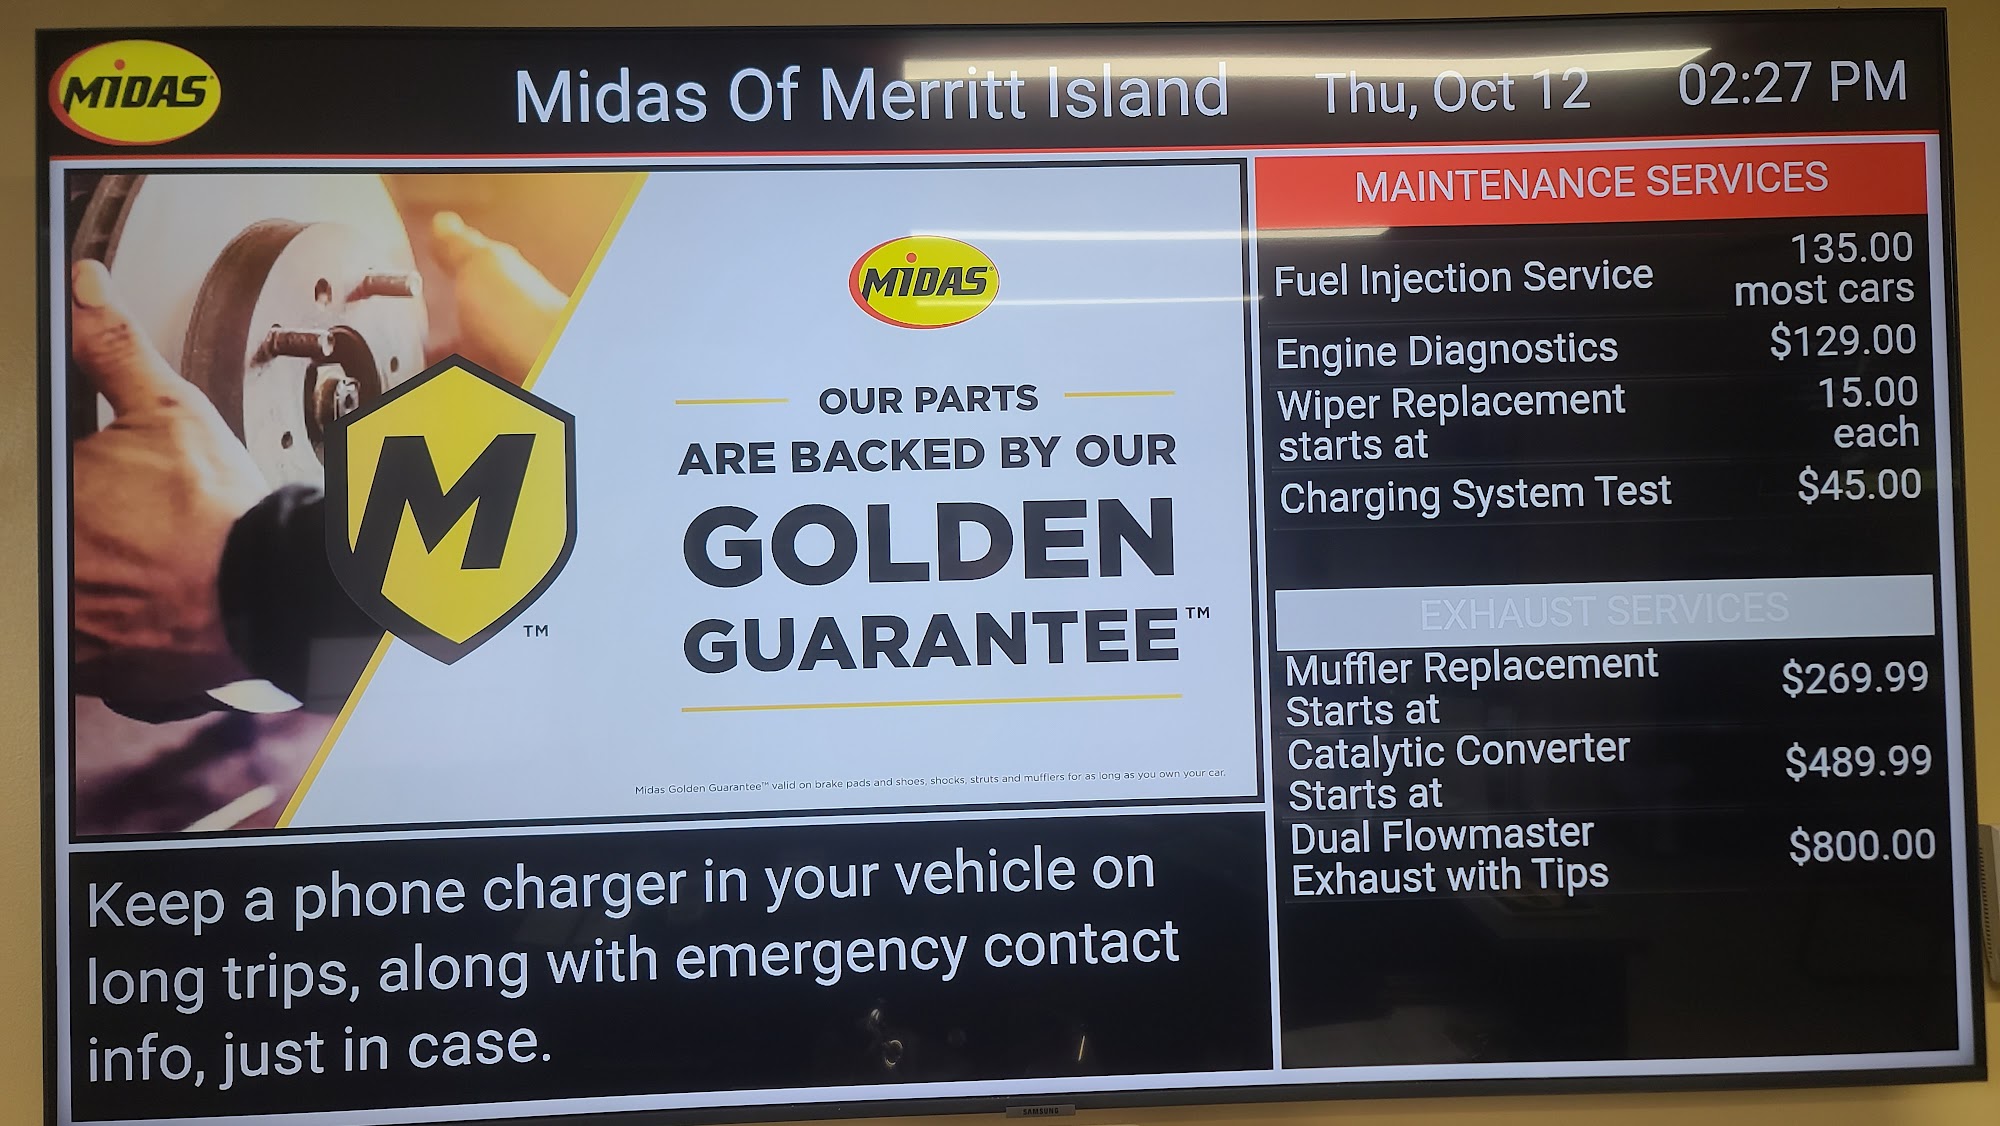 MIDAS
Midas Of Merritt Island
Thu, Oct 12
02:27 PM
MIDAS
OUR PARTS
ARE BACKED BY OUR
GOLDEN
GUARANTEE™
M
TM
Midas Golden Guarantee™ valid on brake pads and shoes, shocks, struts and mufflers for as long as you own your car.
Keep a phone charger in your vehicle on
long trips, along with emergency contact
info, just in case.
MAINTENANCE SERVICES
Fuel Injection Service 135.00
most cars
Engine Diagnostics $129.00
Wiper Replacement 15.00
starts at each
Charging System Test $45.00
EXHAUST SERVICES
Muffler Replacement $269.99
Starts at
Catalytic Converter $489.99
Starts at
Dual Flowmaster $800.00
Exhaust with Tips
SAMSUNG